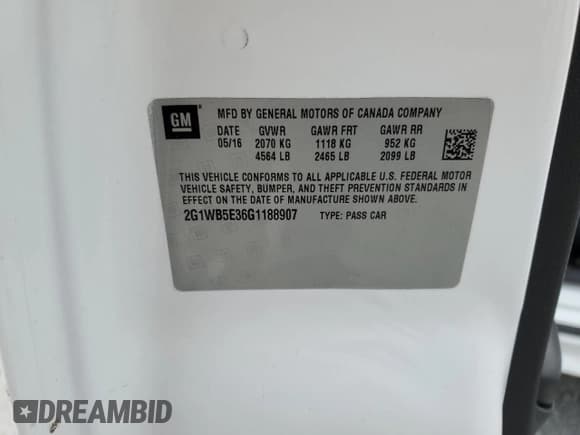 GM
MFD BY GENERAL MOTORS OF CANADA COMPANY
DATE GVWR GAWR FRT GAWR RR
05/16 2070 KG 1118 KG 952 KG
4564 LB 2465 LB 2099 LB
THIS VEHICLE CONFORMS TO ALL APPLICABLE U.S. FEDERAL MOTOR
VEHICLE SAFETY, BUMPER, AND THEFT PREVENTION STANDARDS IN
EFFECT ON THE DATE OF MANUFACTURE SHOWN ABOVE.
2G1WB5E36G1188907 TYPE: PASS CAR
DREAMBID